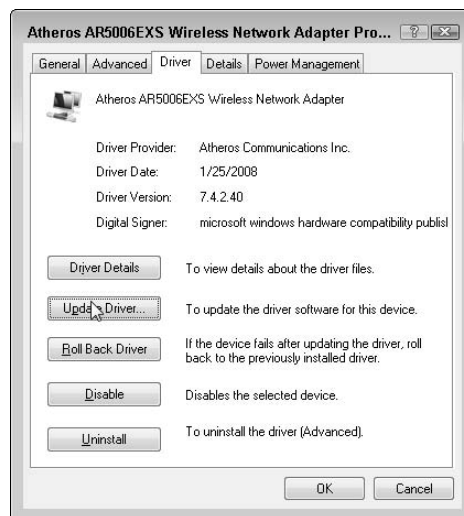 Atheros AR5006EXS Wireless Network Adapter Pro...
General Advanced Driver Details Power Management
Atheros AR5006EXS Wireless Network Adapter
Driver Provider: Atheros Communications Inc.
Driver Date: 1/25/2008
Driver Version: 7.4.2.40
Digital Signer: microsoft windows hardware compatibility publisl
Driver Details To view details about the driver files.
Update Driver... To update the driver software for this device.
Roll Back Driver If the device fails after updating the driver, roll
back to the previously installed driver.
Disable Disables the selected device.
Uninstall To uninstall the driver (Advanced).
OK Cancel